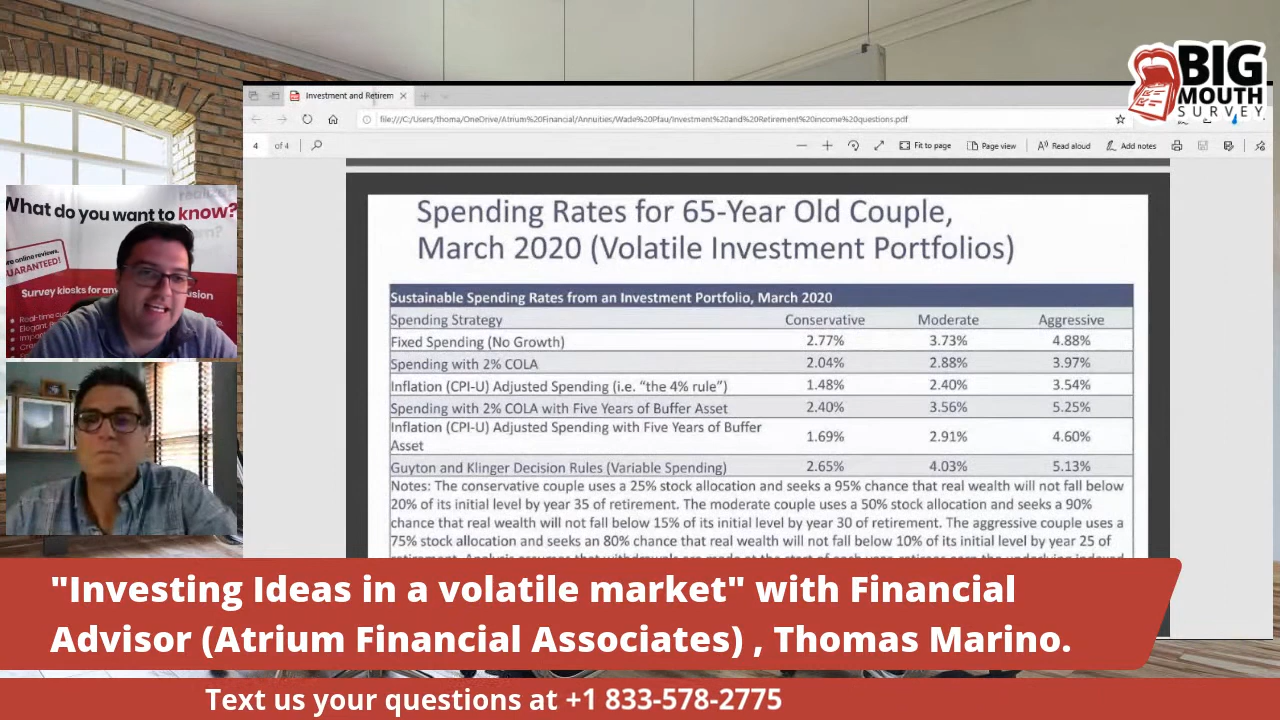 BIG
MOUTH
SURVEY
Investment and Retirem
file:///C:/Users/thoma/OneDrive/Atrium%20Financial/Annuities/Wade%20Pfau/Investment%20and%20Retirement%20income%20questions.pdf
4 of 4
Fit to page
Page view
Read aloud
Add notes
What do you want to know?
online reviews.
GUARANTEED!
Survey kiosks for any
Spending Rates for 65-Year Old Couple,
March 2020 (Volatile Investment Portfolios)
Sustainable Spending Rates from an Investment Portfolio, March 2020
Spending Strategy Conservative Moderate Aggressive
Fixed Spending (No Growth) 2.77% 3.73% 4.88%
Spending with 2% COLA 2.04% 2.88% 3.97%
Inflation (CPI-U) Adjusted Spending (i.e. “the 4% rule”) 1.48% 2.40% 3.54%
Spending with 2% COLA with Five Years of Buffer Asset 2.40% 3.56% 5.25%
Inflation (CPI-U) Adjusted Spending with Five Years of Buffer
Asset 1.69% 2.91% 4.60%
Guyton and Klinger Decision Rules (Variable Spending) 2.65% 4.03% 5.13%
Notes: The conservative couple uses a 25% stock allocation and seeks a 95% chance that real wealth will not fall below
20% of its initial level by year 35 of retirement. The moderate couple uses a 50% stock allocation and seeks a 90%
chance that real wealth will not fall below 15% of its initial level by year 30 of retirement. The aggressive couple uses a
75% stock allocation and seeks an 80% chance that real wealth will not fall below 10% of its initial level by year 25 of
"Investing Ideas in a volatile market" with Financial
Advisor (Atrium Financial Associates) , Thomas Marino.
Text us your questions at +1 833-578-2775